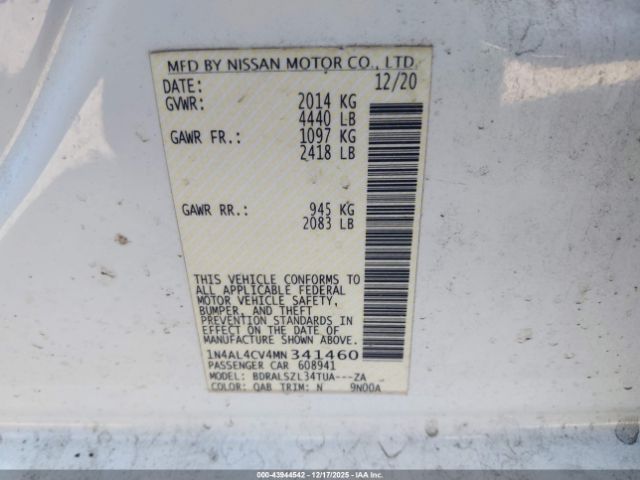 MFD BY NISSAN MOTOR CO., LTD.
DATE: 12/20
GVWR: 2014 KG
4440 LB
GAWR FR.: 1097 KG
2418 LB
GAWR RR.: 945 KG
2083 LB
THIS VEHICLE CONFORMS TO
ALL APPLICABLE FEDERAL
MOTOR VEHICLE SAFETY,
BUMPER, AND THEFT
PREVENTION STANDARDS IN
EFFECT ON THE DATE OF
MANUFACTURE SHOWN ABOVE.
1N4AL4CV4MN341460
PASSENGER CAR 608941
MODEL: BDRALSZL34TUA---ZA
COLOR: QAB TRIM: N 9N00A
000-43944542 | 12/17/2025 | IAA Inc.